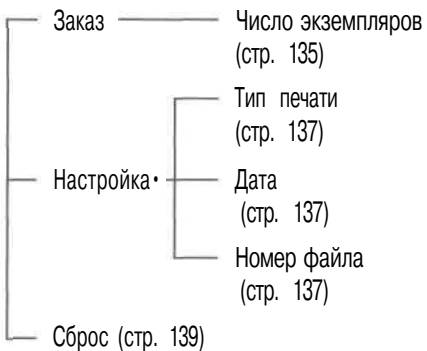 Заказ
Число экземпляров
(стр. 135)
Тип печати
(стр. 137)
Настройка
Дата
(стр. 137)
Номер файла
(стр. 137)
Сброс (стр. 139)